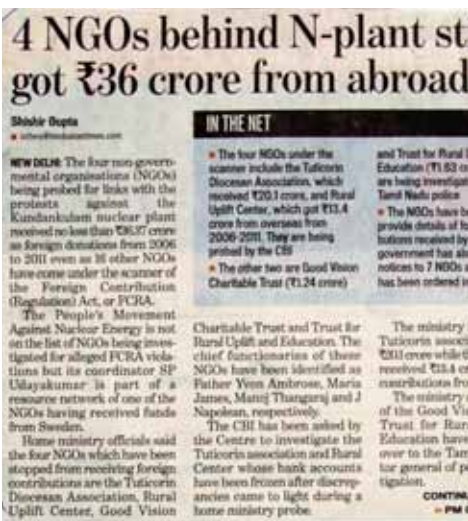 4 NGOs behind N-plant st
got ₹36 crore from abroad
Shishir Gupta
NEW DELHI: The four non-govern-
mental organisations (NGOs)
being probed for links with the
protests against the
Kundankulam nuclear plant
received no less than
as foreign donations from 2006
to 2011 even as 16 other NGOs
have come under the scanner of
the Foreign Contribution
(Regulation) Act, or FCRA.
The People's Movement
Against Nuclear Energy is not
on the list of NGOs being inves-
tigated for alleged FCRA viola-
tions but its coordinator SP
Udayakumar is part of a
resource network of one of the
NGOs having received funds
from Sweden.
Home ministry officials said
the four NGOs which have been
stopped from receiving foreign
contributions are the Tuticorin
Diocesan Association, Rural
Uplift Center, Good Vision
IN THE NET
■ The four NGOs under the
scanner include the Tuticorin
Diocesan Association, which
received ₹20.1 crore, and Rural
Uplift Center, which got ₹13.4
crore from overseas from
2006-2011. They are being
probed by the CBI
■ The other two are Good Vision
Charitable Trust (₹1.24 crore)
and Trust for Rural
Education (₹1.63 c
are being investigat
Tamil Nadu police
■ The NGOs have b
provide details of fo
butions received by
government has al
notices to 7 NGOs a
has been ordered i
Charitable Trust and Trust for
Rural Uplift and Education. The
chief functionaries of these
NGOs have been identified as
Father Yvon Ambrose, Maria
James, Manoj Thangaraj and J
Napolean, respectively.
The CBI has been asked by
the Centre to investigate the
Tuticorin association and Rural
Center whose bank accounts
have been frozen after discrep-
ancies came to light during a
home ministry probe.
The ministry
Tuticorin associ
crore while
received
contributions fr
The ministry
of the Good Vi
Trust for Rur
Education have
over to the Tam
tor general of p
tigation.
CONTINU